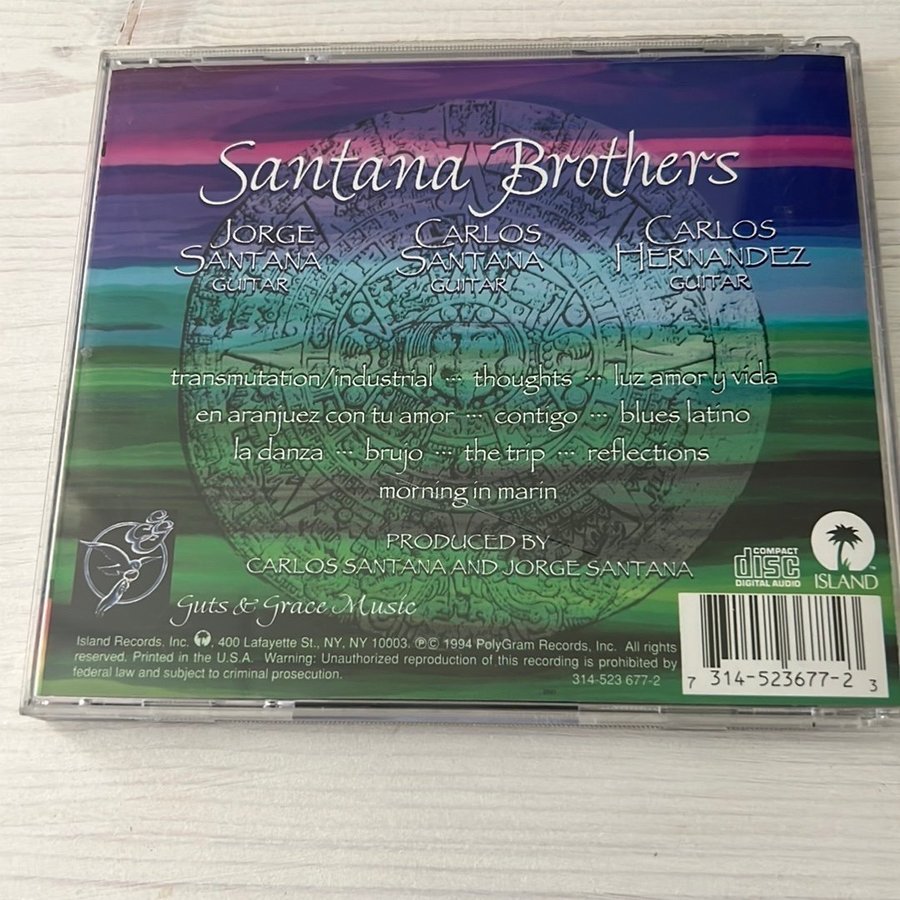 Santana Brothers
JORGE SANTANA GUITAR
CARLOS SANTANA GUITAR
CARLOS HERNANDEZ GUITAR
transmutation/industrial ··· thoughts ··· luz amor y vida
en aranjuez con tu amor ··· contigo ··· blues latino
la danza ··· brujo ··· the trip ··· reflections
morning in marin
PRODUCED BY
CARLOS SANTANA AND JORGE SANTANA
Guts & Grace Music
COMPACT
disc
DIGITAL AUDIO
ISLAND™
Island Records, Inc. 400 Lafayette St., NY, NY 10003. ℗© 1994 PolyGram Records, Inc. All rights
reserved. Printed in the U.S.A. Warning: Unauthorized reproduction of this recording is prohibited by
federal law and subject to criminal prosecution.
314-523 677-2
7 314-523677-2 3